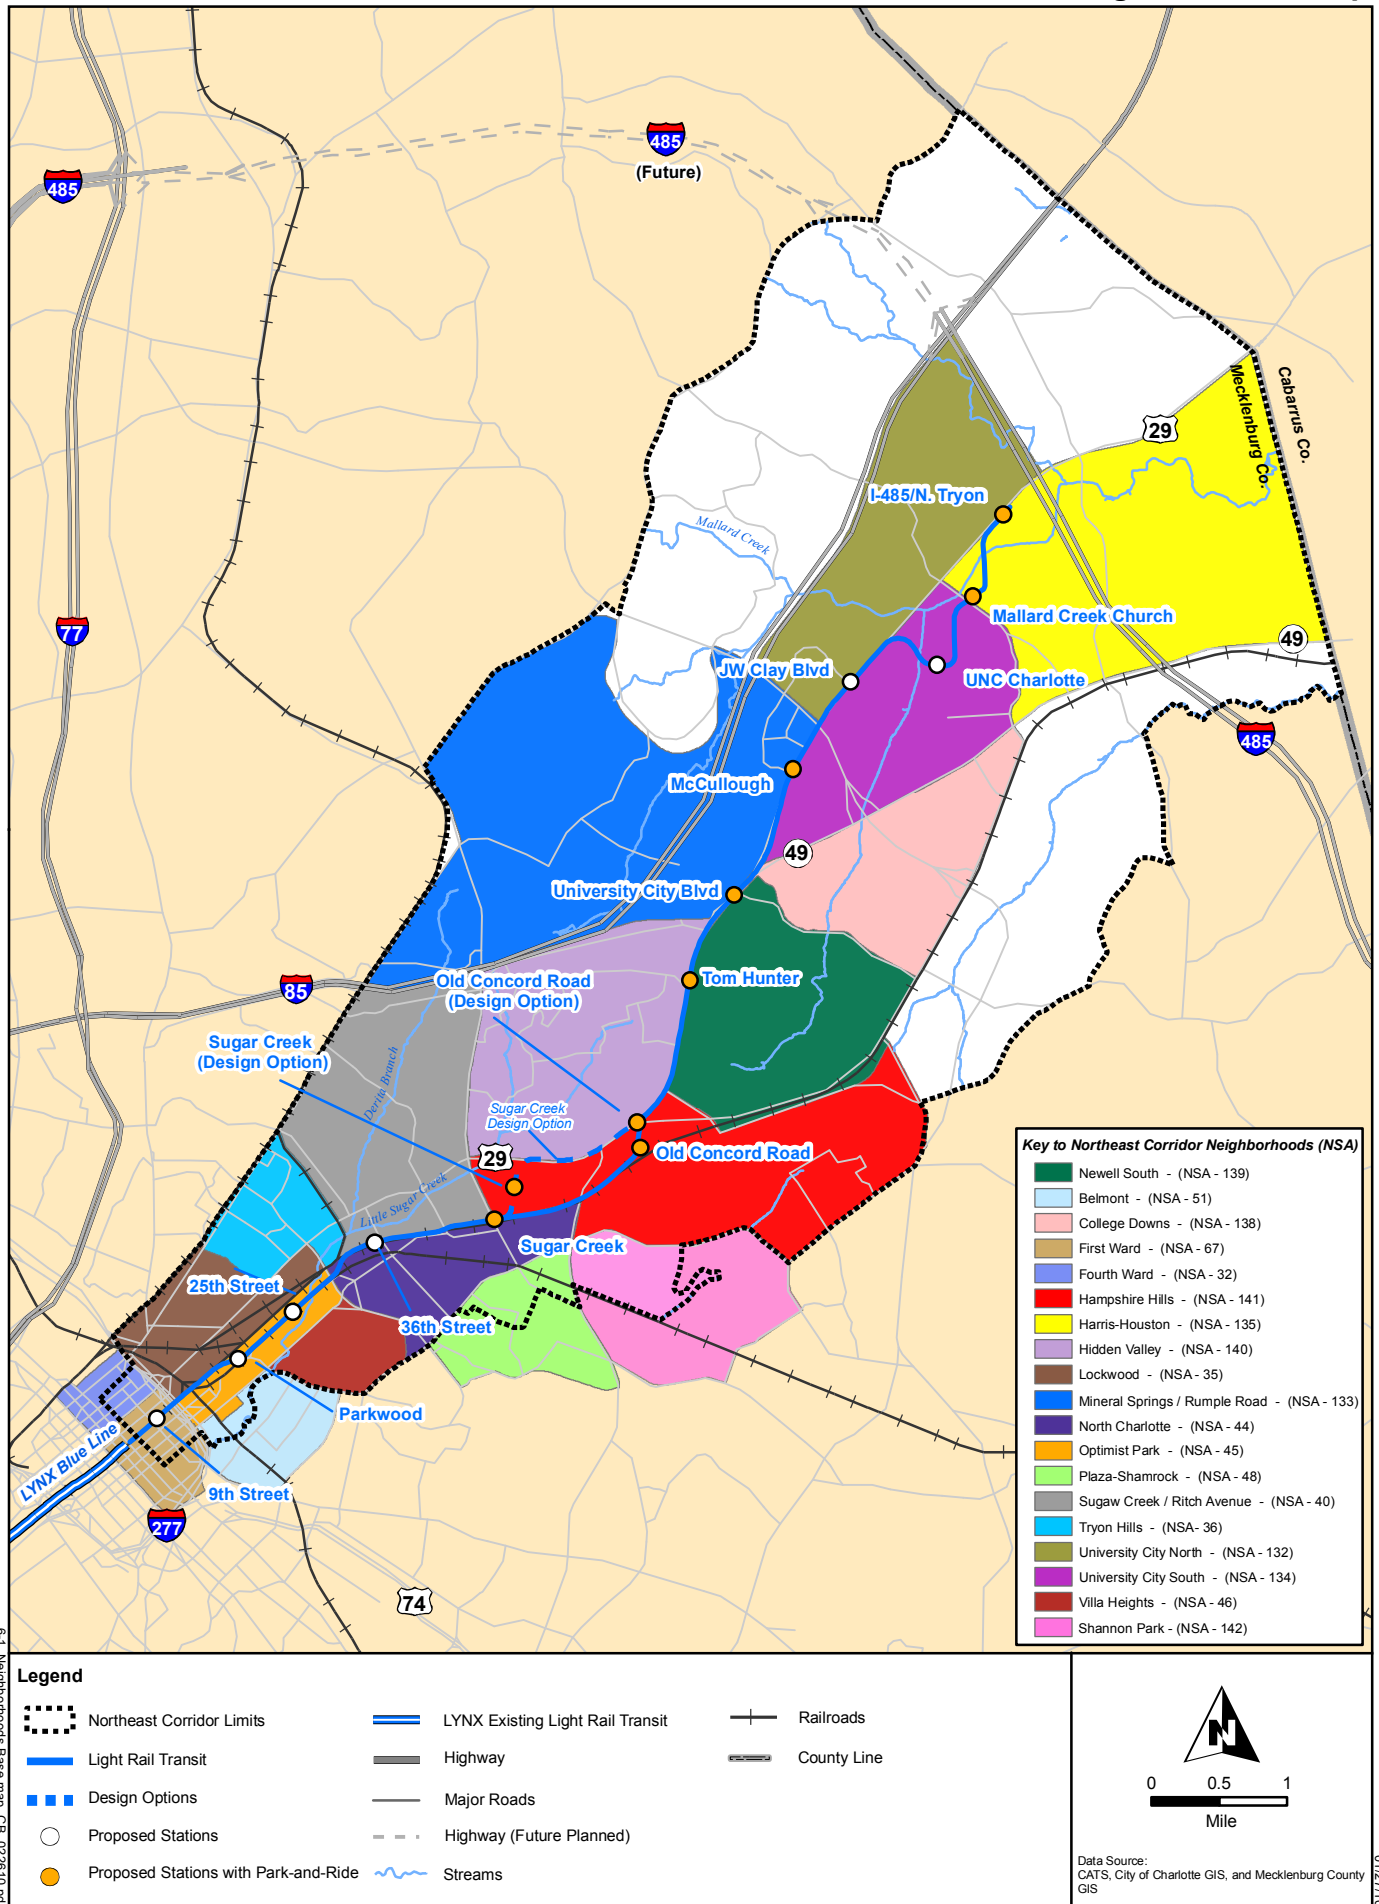 485
(Future)
485
Cabarrus Co.
Mecklenburg Co.
29
I-485/N. Tryon
Mallard Creek
Mallard Creek Church
77
49
JW Clay Blvd
UNC Charlotte
485
McCullough
49
University City Blvd
85
Old Concord Road
(Design Option)
Tom Hunter
Sugar Creek
(Design Option)
Derita Branch
Sugar Creek
Design Option
29
Old Concord Road
Little Sugar Creek
Sugar Creek
25th Street
36th Street
Parkwood
LYNX Blue Line
9th Street
277
74
Key to Northeast Corridor Neighborhoods (NSA)
Newell South - (NSA - 139)
Belmont - (NSA - 51)
College Downs - (NSA - 138)
First Ward - (NSA - 67)
Fourth Ward - (NSA - 32)
Hampshire Hills - (NSA - 141)
Harris-Houston - (NSA - 135)
Hidden Valley - (NSA - 140)
Lockwood - (NSA - 35)
Mineral Springs / Rumple Road - (NSA - 133)
North Charlotte - (NSA - 44)
Optimist Park - (NSA - 45)
Plaza-Shamrock - (NSA - 48)
Sugaw Creek / Ritch Avenue - (NSA - 40)
Tryon Hills - (NSA- 36)
University City North - (NSA - 132)
University City South - (NSA - 134)
Villa Heights - (NSA - 46)
Shannon Park - (NSA - 142)
Legend
Northeast Corridor Limits
Light Rail Transit
Design Options
Proposed Stations
Proposed Stations with Park-and-Ride
LYNX Existing Light Rail Transit
Highway
Major Roads
Highway (Future Planned)
Streams
Railroads
County Line
N
0 0.5 1
Mile
Data Source:
CATS, City of Charlotte GIS, and Mecklenburg County
GIS